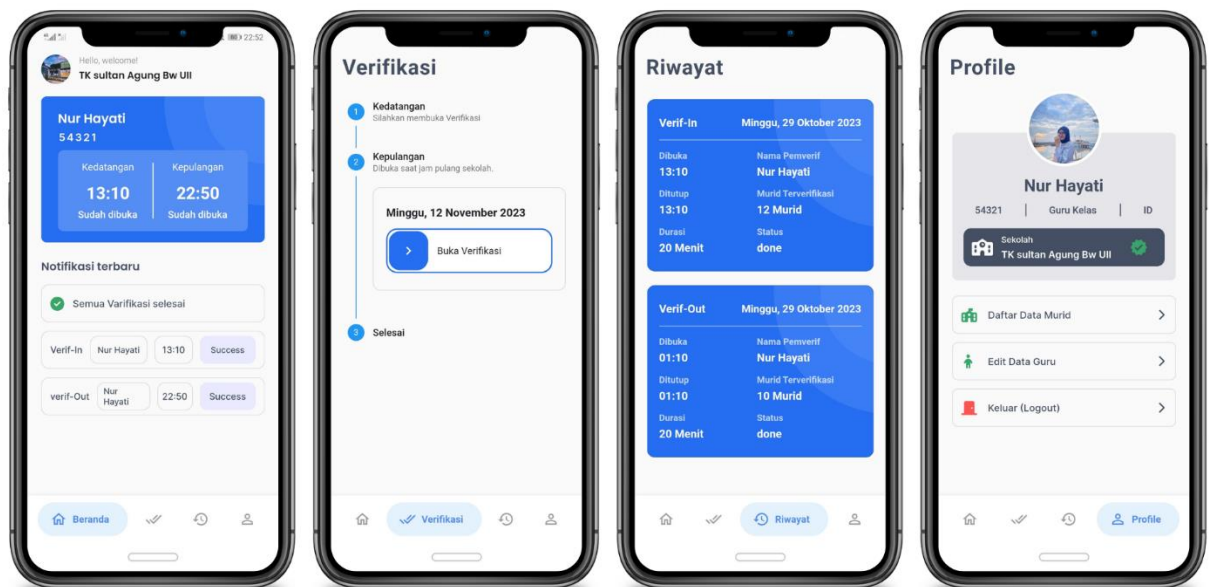 22:52
Hello, welcome!
TK sultan Agung Bw UII
Nur Hayati
54321
Kedatangan Kepulangan
13:10 22:50
Sudah dibuka Sudah dibuka
Notifikasi terbaru
Semua Varifikasi selesai
Verif-In Nur Hayati 13:10 Success
verif-Out Nur Hayati 22:50 Success
Beranda
Verifikasi
1 Kedatangan
Silahkan membuka Verifikasi
2 Kepulangan
Dibuka saat jam pulang sekolah.
Minggu, 12 November 2023
Buka Verifikasi
3 Selesai
Verifikasi
Riwayat
Verif-In Minggu, 29 Oktober 2023
Dibuka Nama Pemverif
13:10 Nur Hayati
Ditutup Murid Terverifikasi
13:10 12 Murid
Durasi Status
20 Menit done
Verif-Out Minggu, 29 Oktober 2023
Dibuka Nama Pemverif
01:10 Nur Hayati
Ditutup Murid Terverifikasi
01:10 10 Murid
Durasi Status
20 Menit done
Riwayat
Profile
Nur Hayati
54321 | Guru Kelas | ID
Sekolah
TK sultan Agung Bw UII
Daftar Data Murid
Edit Data Guru
Keluar (Logout)
Profile